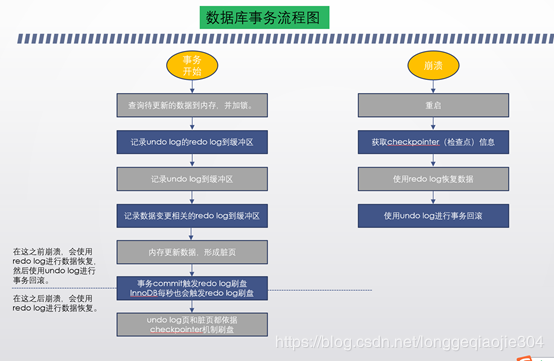 数据库事务流程图
事务
开始
查询待更新的数据到内存，并加锁。
记录undo log的redo log到缓冲区
记录undo log到缓冲区
记录数据变更相关的redo log到缓冲区
内存更新数据，形成脏页
在这之前崩溃，会使用
redo log进行数据恢复，
然后使用undo log进行
事务回滚。
事务commit触发redo log刷盘
InnoDB每秒也会触发redo log刷盘
在这之后崩溃，会使用
redo log进行数据恢复。
undo log页和脏页都依据
checkpointer机制刷盘
崩溃
重启
获取checkpointer（检查点）信息
使用redo log恢复数据
使用undo log进行事务回滚
https://blog.csdn.net/longgeqiaojie304